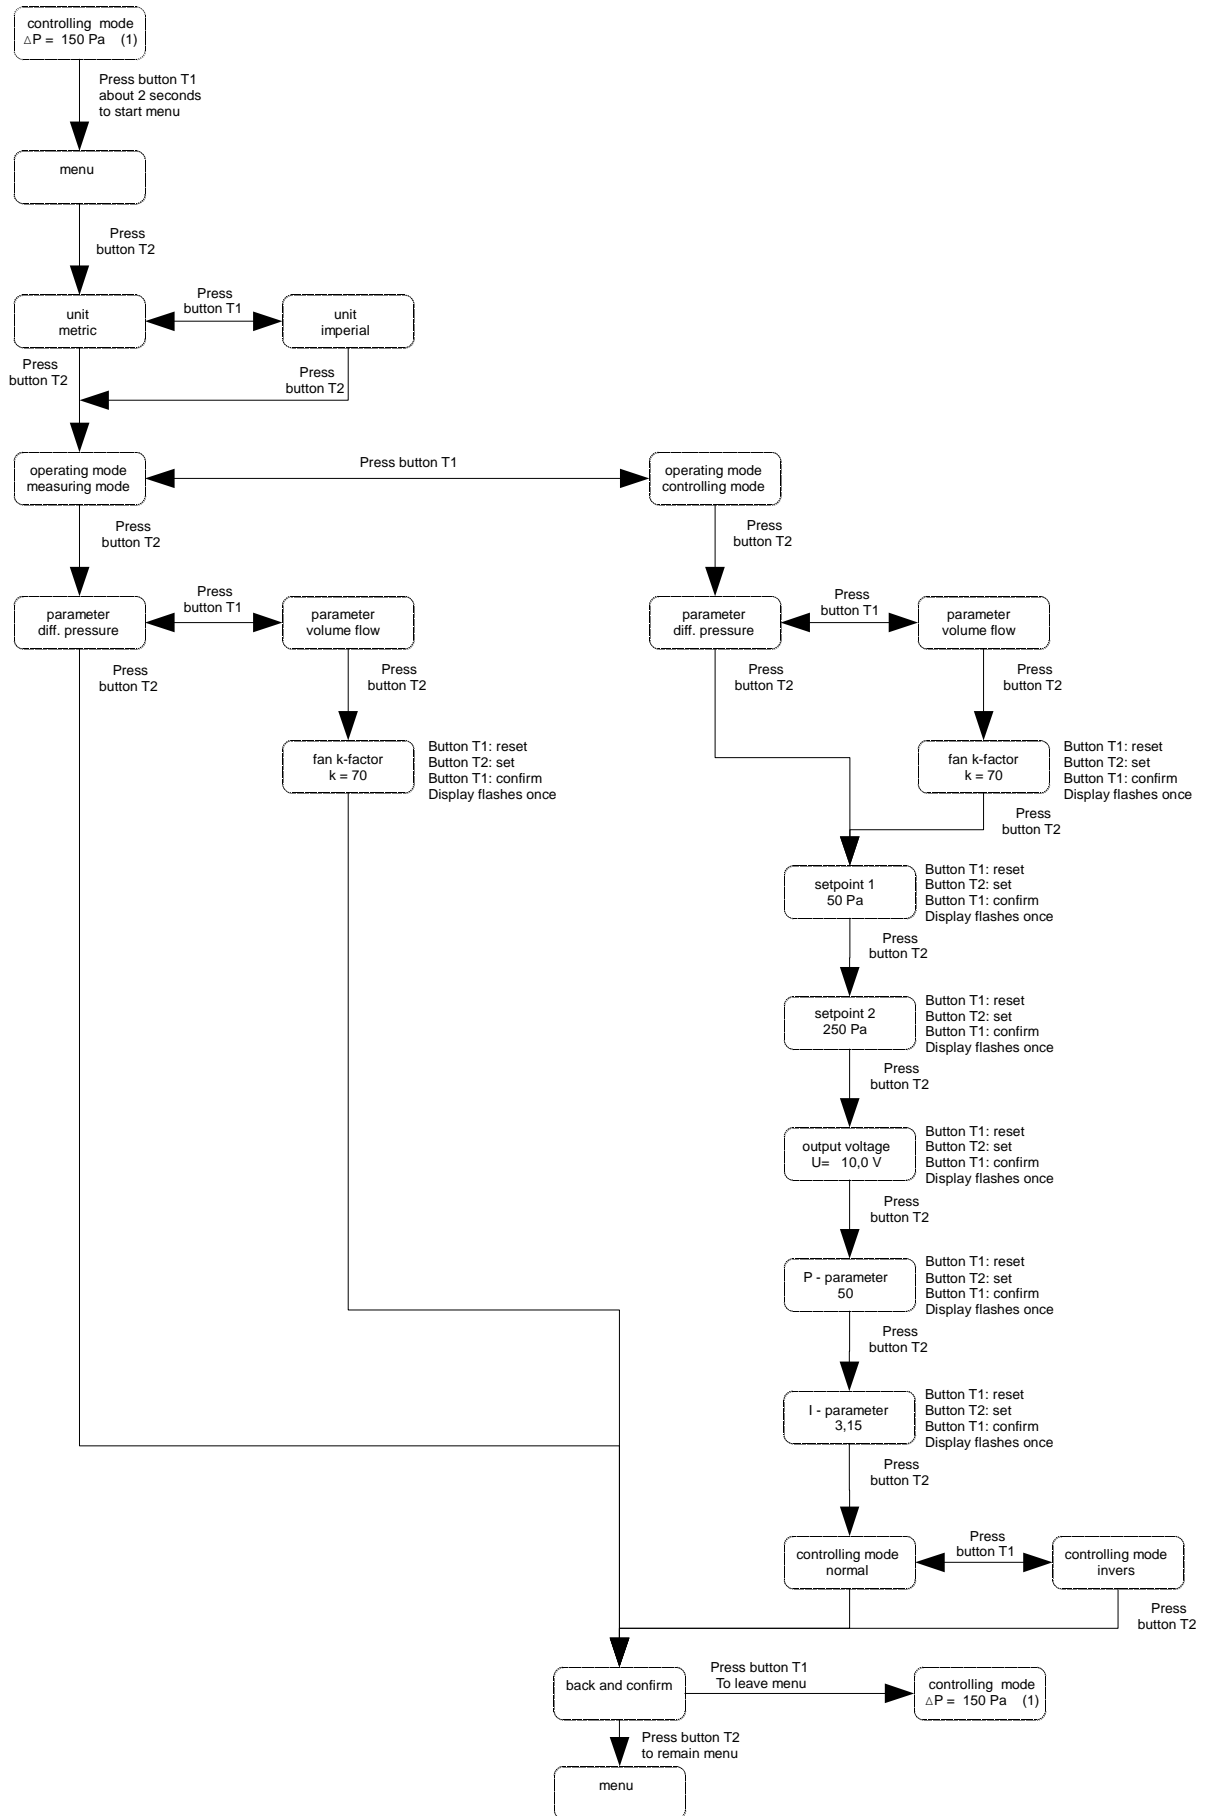 controlling mode
△P = 150 Pa (1)
Press button T1
about 2 seconds
to start menu
menu
Press
button T2
unit
metric
Press
button T1
unit
imperial
Press
button T2
Press
button T2
operating mode
measuring mode
Press button T1
operating mode
controlling mode
Press
button T2
Press
button T2
parameter
diff. pressure
Press
button T1
parameter
volume flow
parameter
diff. pressure
Press
button T1
parameter
volume flow
Press
button T2
Press
button T2
Press
button T2
Press
button T2
fan k-factor
k = 70
Button T1: reset
Button T2: set
Button T1: confirm
Display flashes once
fan k-factor
k = 70
Button T1: reset
Button T2: set
Button T1: confirm
Display flashes once
Press
button T2
setpoint 1
50 Pa
Button T1: reset
Button T2: set
Button T1: confirm
Display flashes once
Press
button T2
setpoint 2
250 Pa
Button T1: reset
Button T2: set
Button T1: confirm
Display flashes once
Press
button T2
output voltage
U= 10,0 V
Button T1: reset
Button T2: set
Button T1: confirm
Display flashes once
Press
button T2
P - parameter
50
Button T1: reset
Button T2: set
Button T1: confirm
Display flashes once
Press
button T2
I - parameter
3,15
Button T1: reset
Button T2: set
Button T1: confirm
Display flashes once
Press
button T2
controlling mode
normal
Press
button T1
controlling mode
invers
Press
button T2
back and confirm
Press button T1
To leave menu
controlling mode
△P = 150 Pa (1)
Press button T2
to remain menu
menu